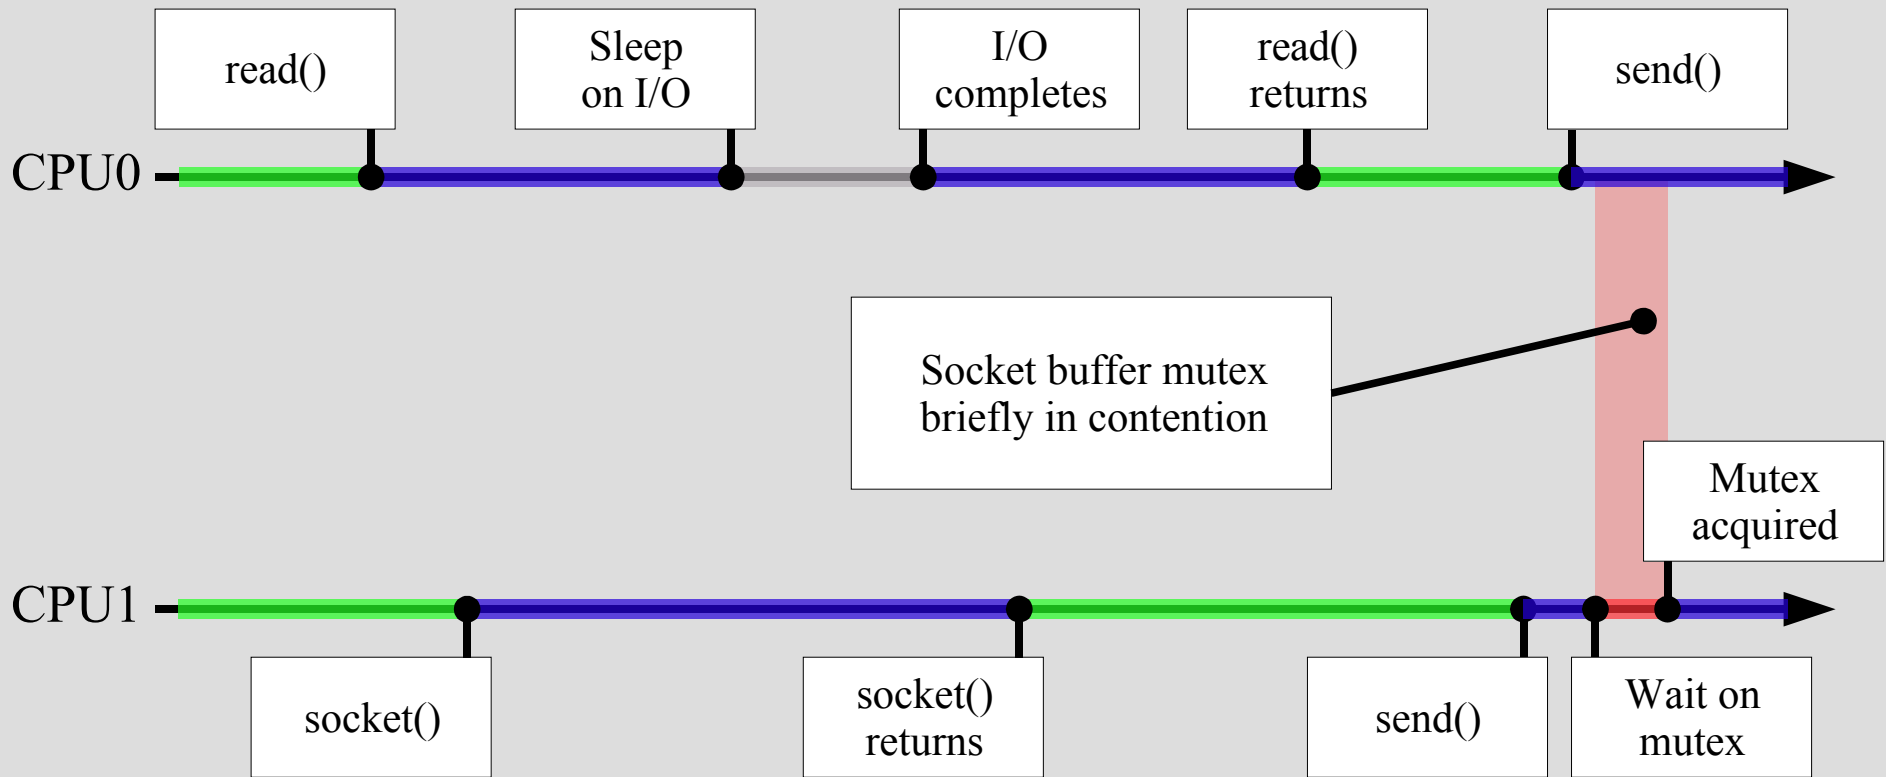 read()
Sleep
on I/O
I/O
completes
read()
returns
send()
CPU0
Socket buffer mutex
briefly in contention
Mutex
acquired
CPU1
socket()
socket()
returns
send()
Wait on
mutex